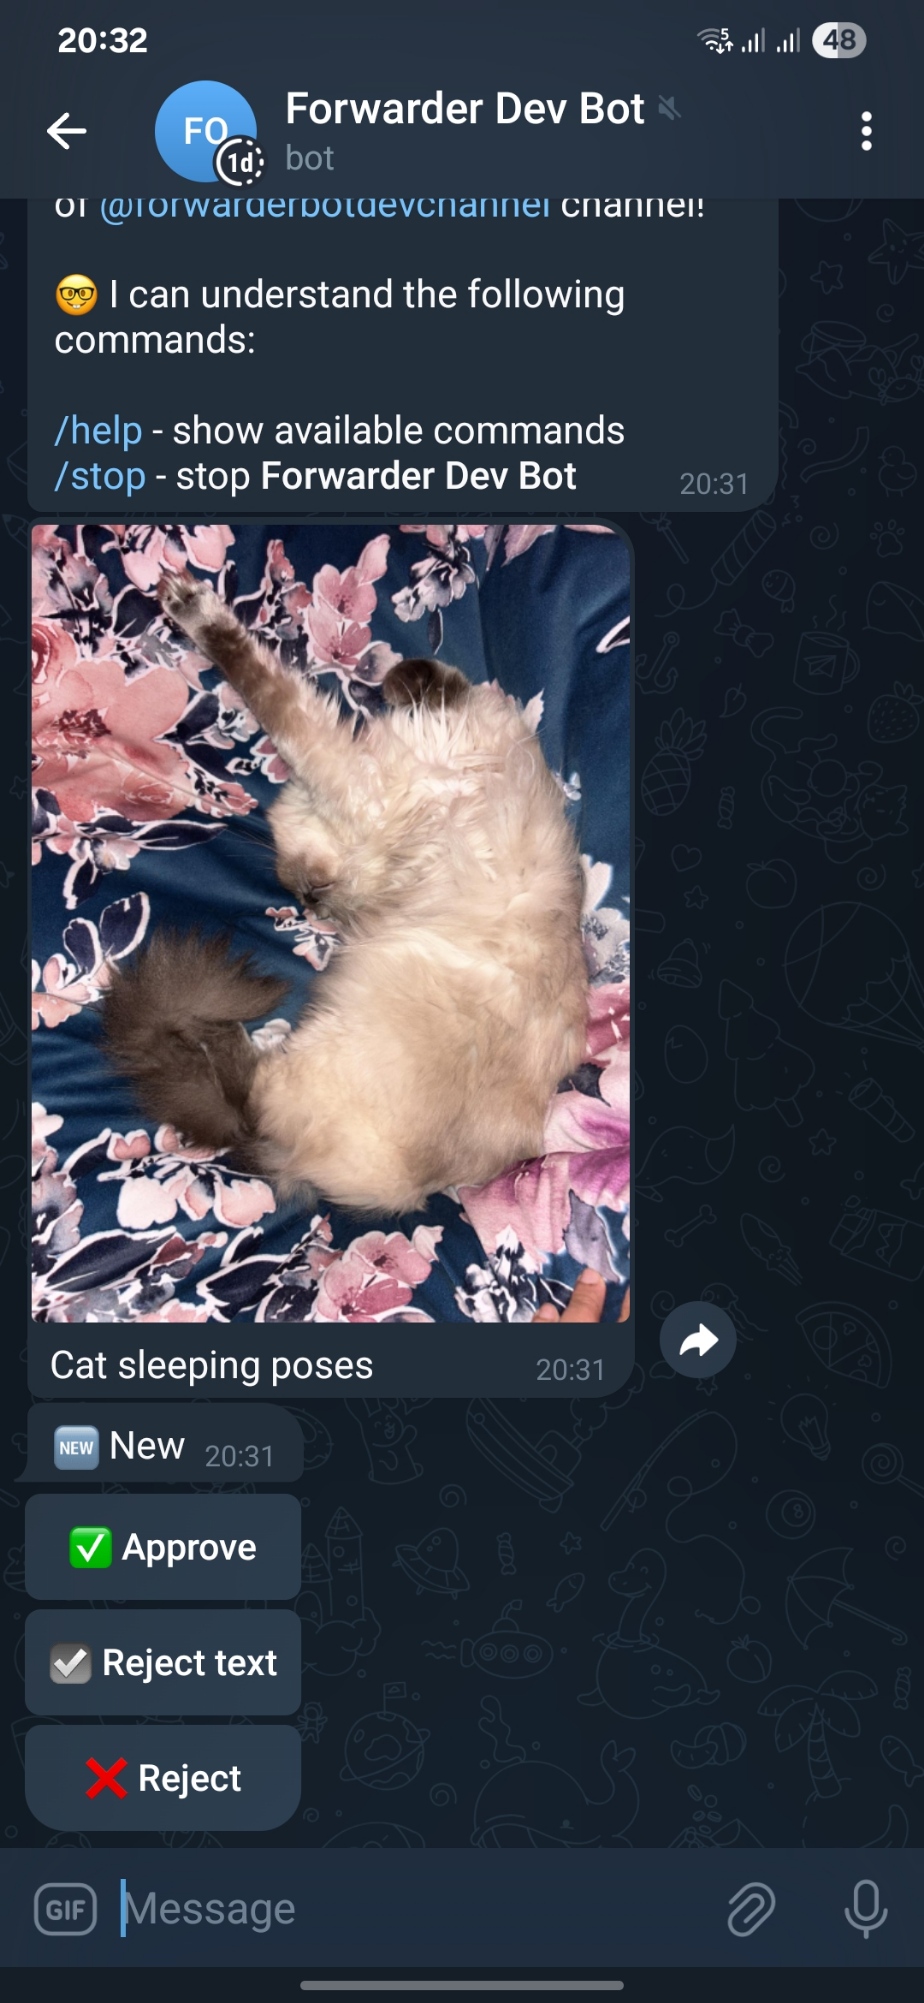 20:32
5
48
FO
1d
Forwarder Dev Bot
bot
of @forwarderbotdevchannel channel!
🤓 I can understand the following
commands:
/help - show available commands
/stop - stop Forwarder Dev Bot
20:31
Cat sleeping poses
20:31
🆕 New
20:31
✅ Approve
☑️ Reject text
❌ Reject
GIF
Message